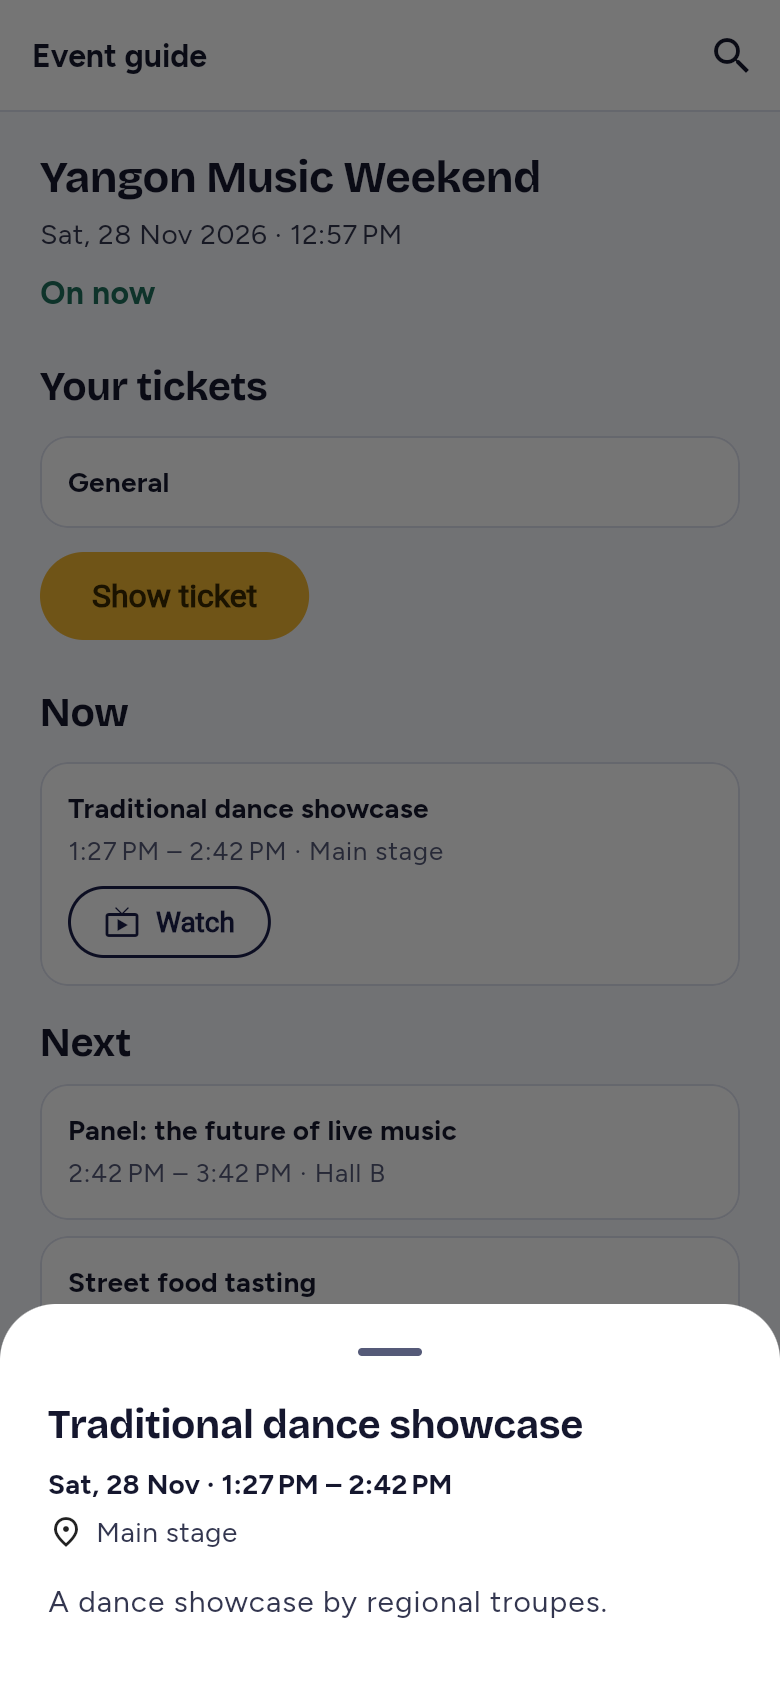 Event guide
Yangon Music Weekend
Sat, 28 Nov 2026 · 12:57 PM
On now
Your tickets
General
Show ticket
Now
Traditional dance showcase
1:27 PM – 2:42 PM · Main stage
Watch
Next
Panel: the future of live music
2:42 PM – 3:42 PM · Hall B
Street food tasting
Traditional dance showcase
Sat, 28 Nov · 1:27 PM – 2:42 PM
Main stage
A dance showcase by regional troupes.